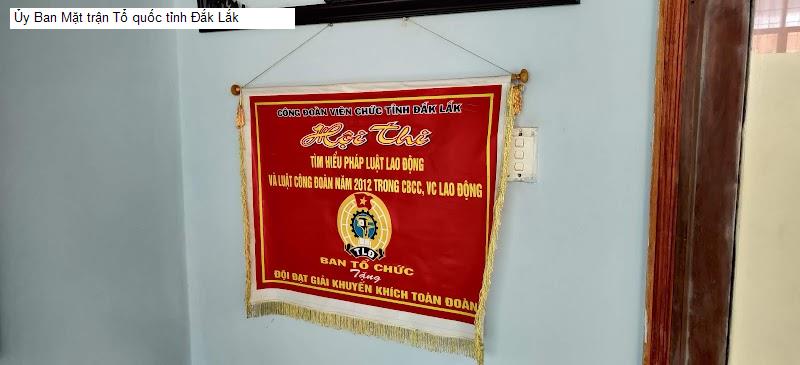 Ủy Ban Mặt trận Tổ quốc tỉnh Đắk Lắk
CÔNG ĐOÀN VIÊN CHỨC TỈNH ĐẮK LẮK
Hội Thi
TÌM HIỂU PHÁP LUẬT LAO ĐỘNG
VÀ LUẬT CÔNG ĐOÀN NĂM 2012 TRONG CBCC, VC LAO ĐỘNG
TLĐ
BAN TỔ CHỨC
Tặng
ĐỘI ĐẠT GIẢI KHUYẾN KHÍCH TOÀN ĐOÀN